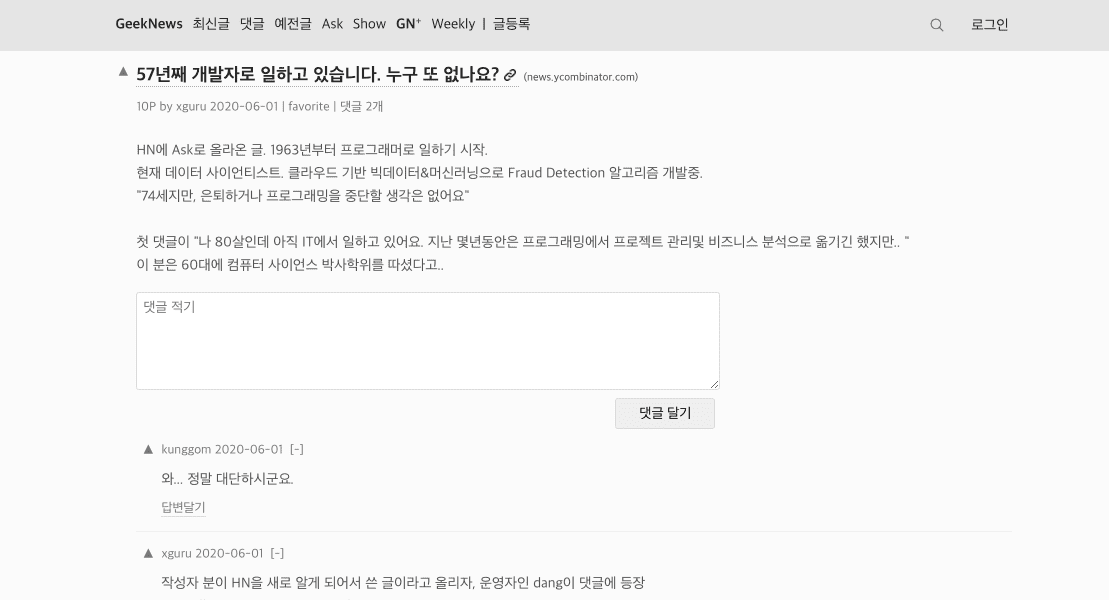 GeekNews 최신글 댓글 예전글 Ask Show GN⁺ Weekly | 글등록 로그인
▲ 57년째 개발자로 일하고 있습니다. 누구 또 없나요? (news.ycombinator.com)
10P by xguru 2020-06-01 | favorite | 댓글 2개
HN에 Ask로 올라온 글. 1963년부터 프로그래머로 일하기 시작.
현재 데이터 사이언티스트. 클라우드 기반 빅데이터&머신러닝으로 Fraud Detection 알고리즘 개발중.
"74세지만, 은퇴하거나 프로그래밍을 중단할 생각은 없어요"
첫 댓글이 "나 80살인데 아직 IT에서 일하고 있어요. 지난 몇년동안은 프로그래밍에서 프로젝트 관리및 비즈니스 분석으로 옮기긴 했지만.. "
이 분은 60대에 컴퓨터 사이언스 박사학위를 따셨다고..
댓글 적기
댓글 달기
▲ kunggom 2020-06-01 [-]
와... 정말 대단하시군요.
답변달기
▲ xguru 2020-06-01 [-]
작성자 분이 HN을 새로 알게 되어서 쓴 글이라고 올리자, 운영자인 dang이 댓글에 등장